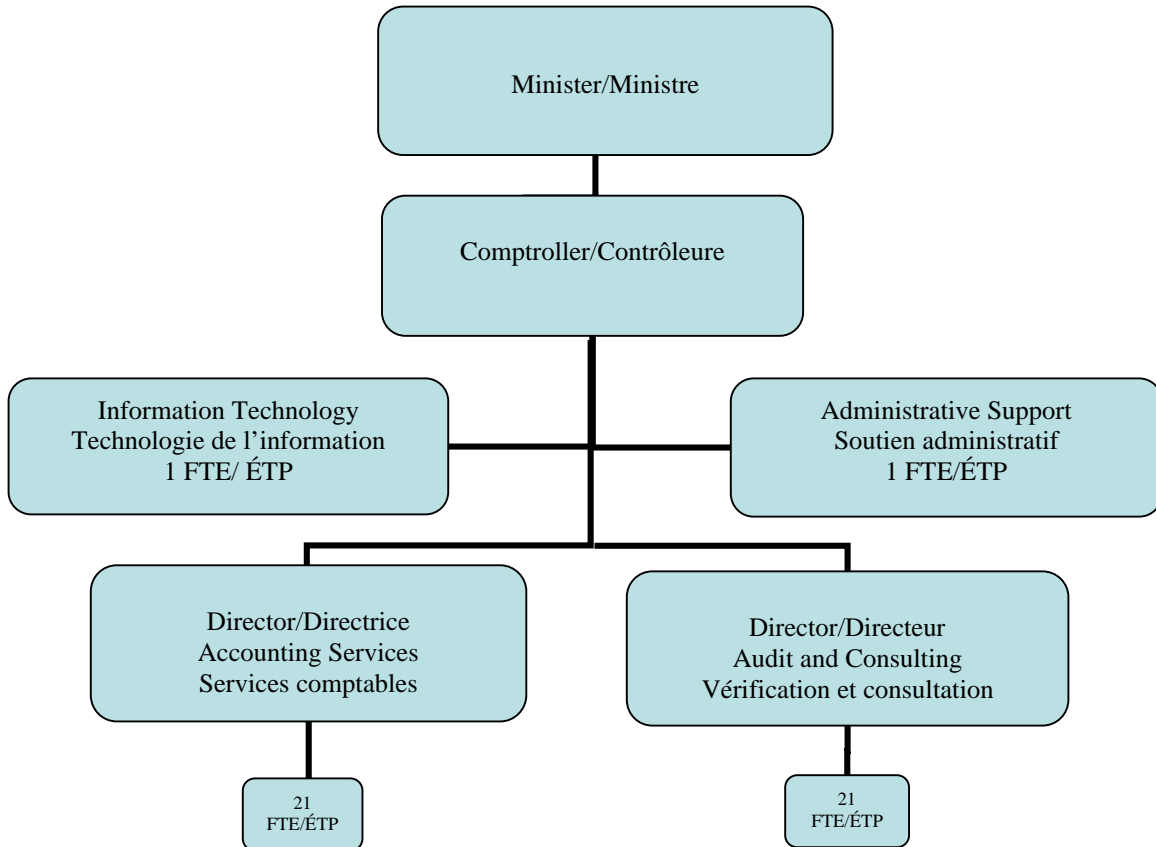 Minister/Ministre
Comptroller/Contrôleure
Information Technology
Technologie de l’information
1 FTE/ ÉTP
Administrative Support
Soutien administratif
1 FTE/ÉTP
Director/Directrice
Accounting Services
Services comptables
Director/Directeur
Audit and Consulting
Vérification et consultation
21
FTE/ÉTP
21
FTE/ÉTP